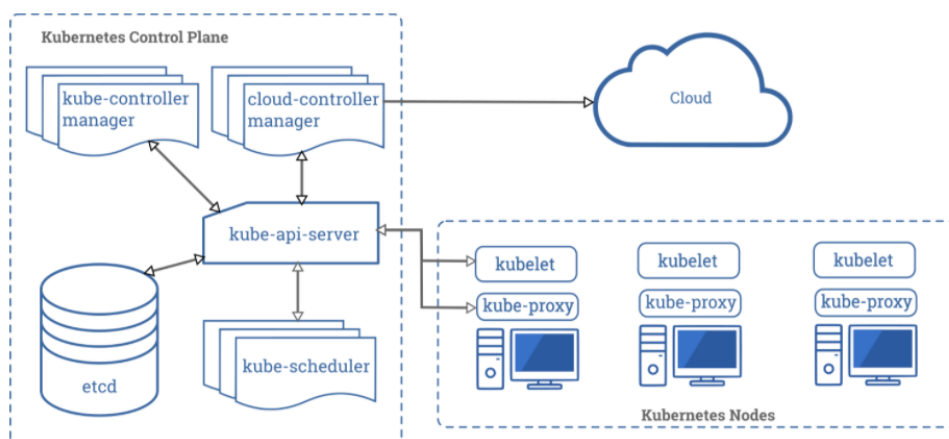 Kubernetes Control Plane
kube-controller
manager
cloud-controller
manager
Cloud
kube-api-server
kubelet
kubelet
kubelet
kube-proxy
kube-proxy
kube-proxy
etcd
kube-scheduler
Kubernetes Nodes